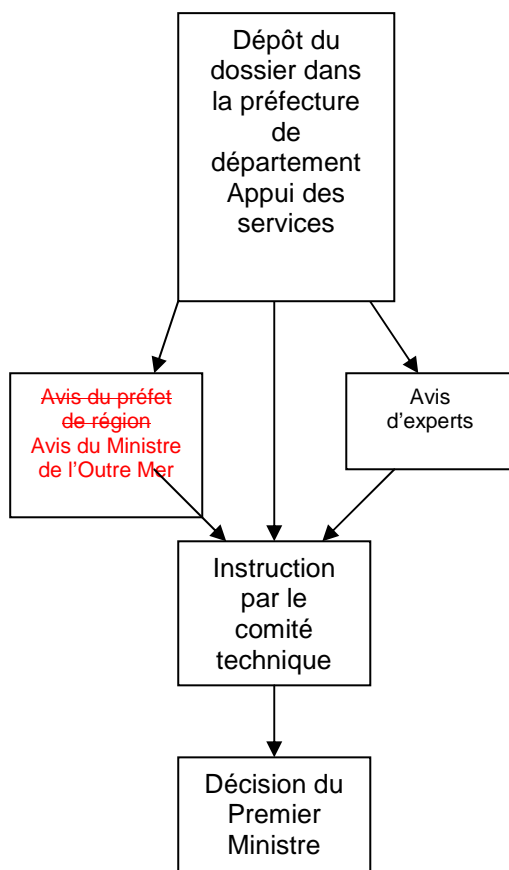 Dépôt du
dossier dans
la préfecture
de
département
Appui des
services
Avis du préfet
de région
Avis du Ministre
de l'Outre Mer
Avis
d'experts
Instruction
par le
comité
technique
Décision du
Premier
Ministre